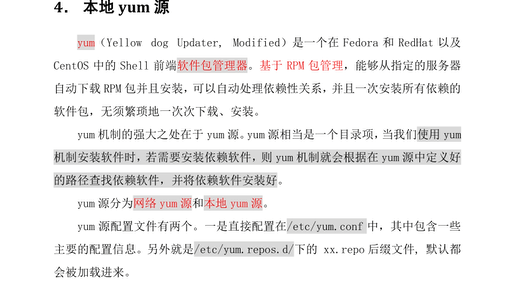 4. 本地 yum 源
yum（Yellow dog Updater, Modified）是一个在 Fedora 和 RedHat 以及
CentOS 中的 Shell 前端软件包管理器。基于 RPM 包管理，能够从指定的服务器
自动下载 RPM 包并且安装，可以自动处理依赖性关系，并且一次安装所有依赖的
软件包，无须繁琐地一次次下载、安装。
yum 机制的强大之处在于 yum 源。yum 源相当是一个目录项，当我们使用 yum
机制安装软件时，若需要安装依赖软件，则 yum 机制就会根据在 yum 源中定义好
的路径查找依赖软件，并将依赖软件安装好。
yum 源分为网络 yum 源和本地 yum 源。
yum 源配置文件有两个。一是直接配置在/etc/yum.conf 中，其中包含一些
主要的配置信息。另外就是/etc/yum.repos.d/下的 xx.repo 后缀文件, 默认都
会被加载进来。